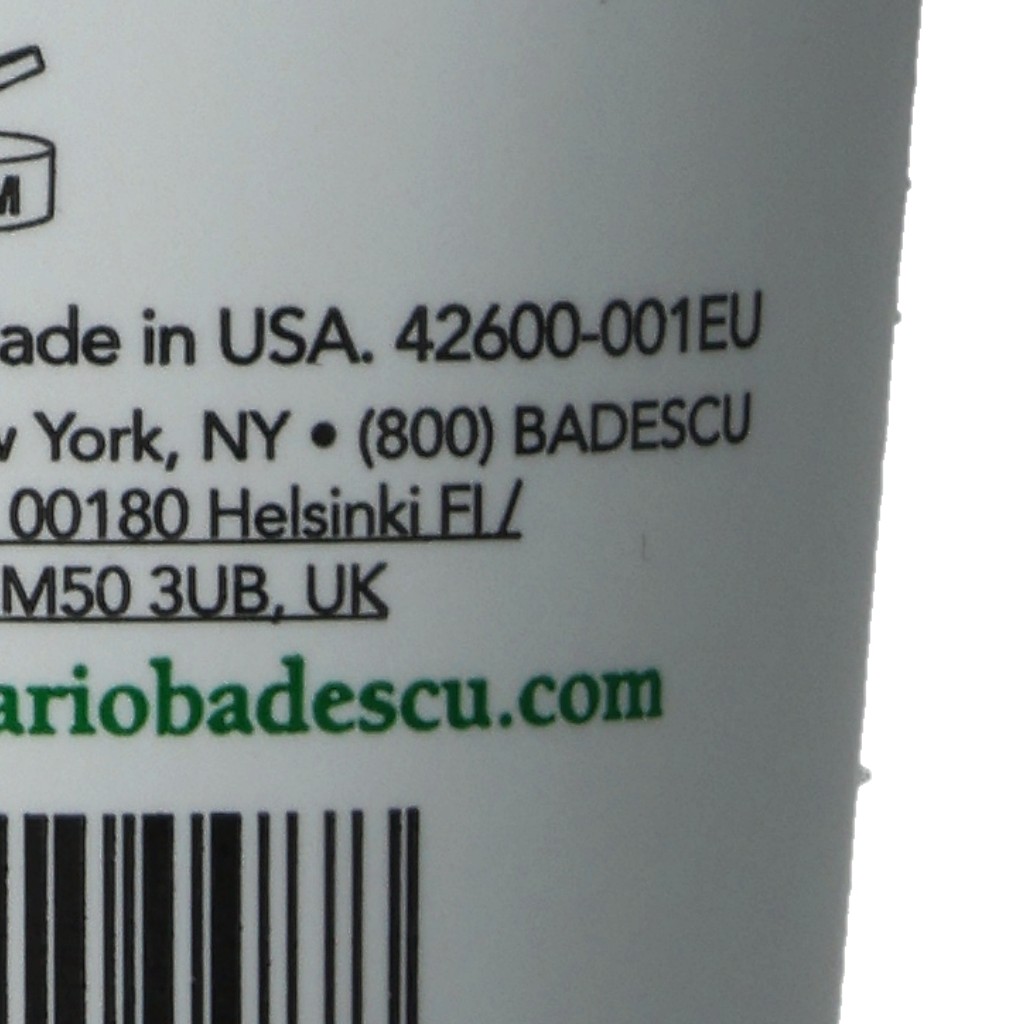 M
ade in USA. 42600-001EU
w York, NY • (800) BADESCU
00180 Helsinki FI /
M50 3UB, UK
ariobadescu.com